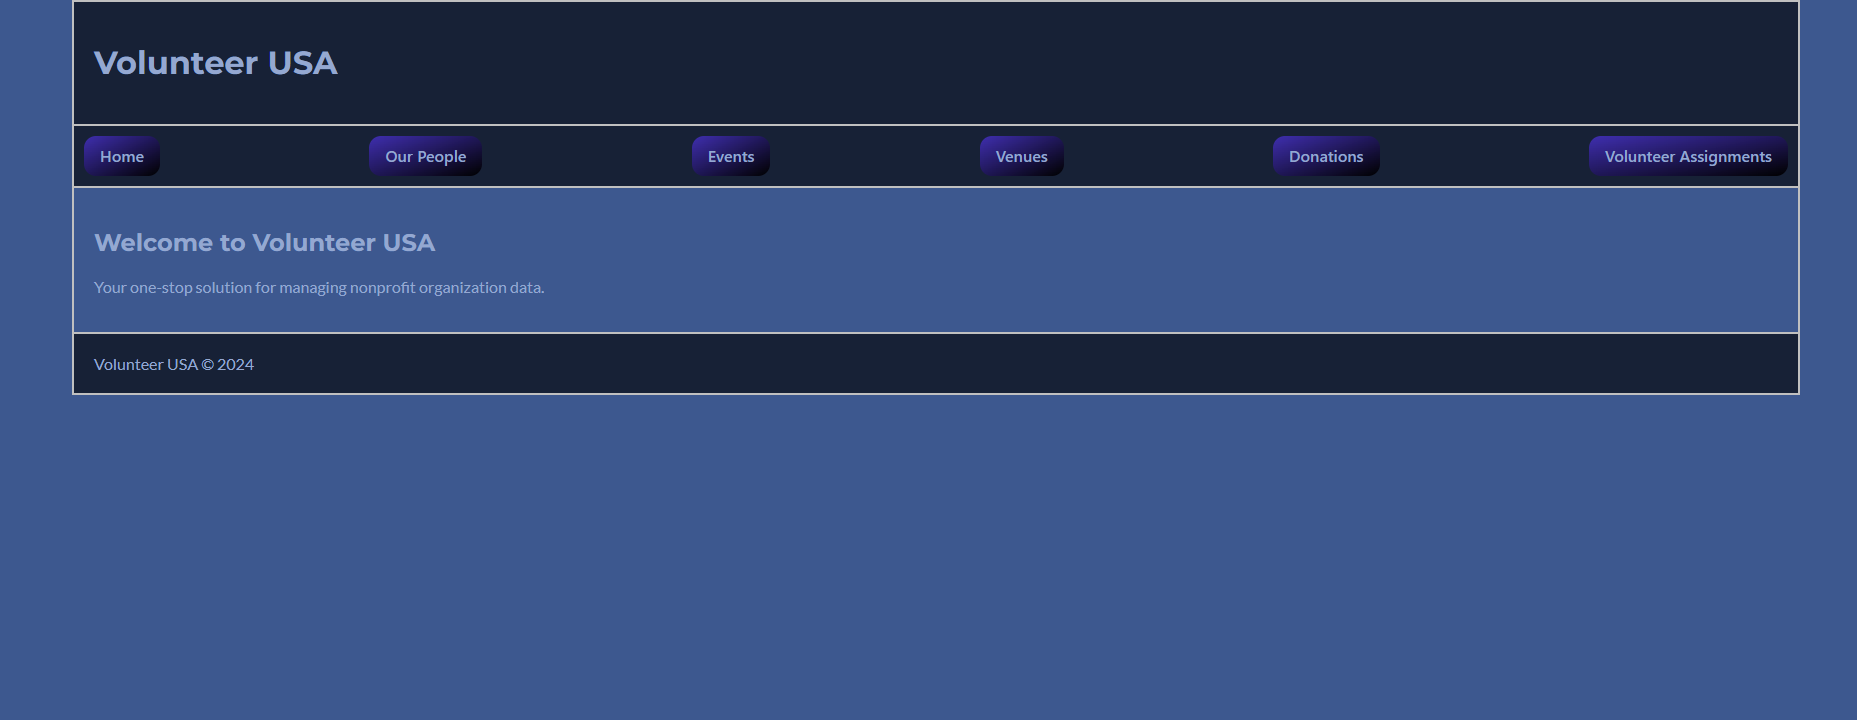 Volunteer USA
Home Our People Events Venues Donations Volunteer Assignments
Welcome to Volunteer USA
Your one-stop solution for managing nonprofit organization data.
Volunteer USA © 2024